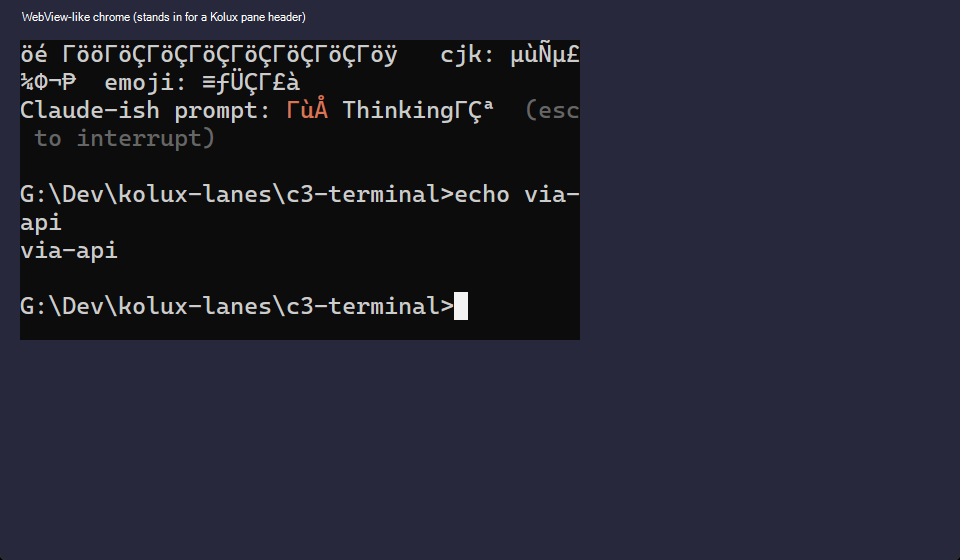 WebView-like chrome (stands in for a Kolux pane header)
öé ΓööΓöÇΓöÇΓöÇΓöÇΓöÇΓöÇΓöÿ   cjk: µùÑµ£
¼Φ¬₧  emoji: ≡ƒÜÇΓ£à
Claude-ish prompt: ΓùÅ ThinkingΓÇª  (esc
 to interrupt)
G:\Dev\kolux-lanes\c3-terminal>echo via-
api
via-api
G:\Dev\kolux-lanes\c3-terminal>